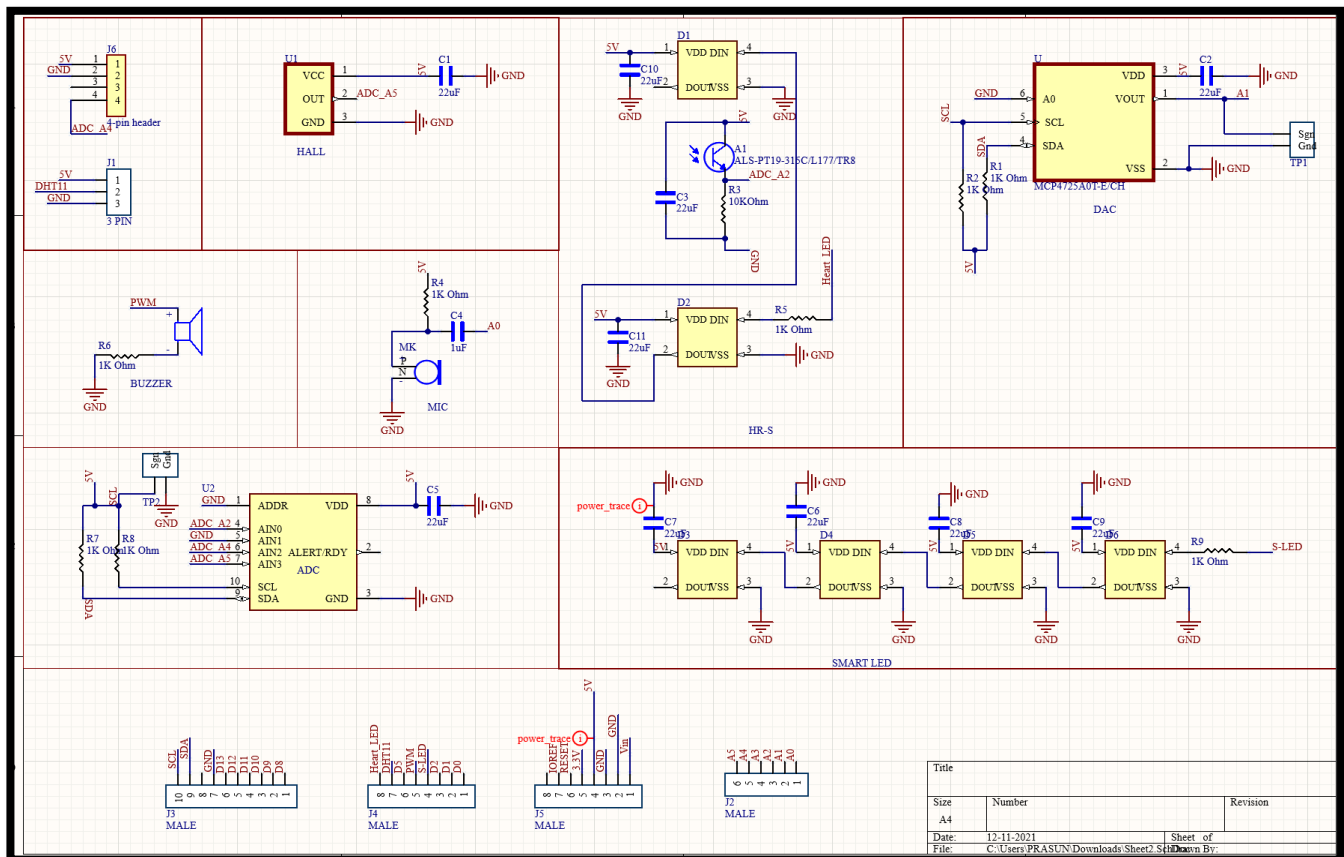 J6
5V 1 1
GND 2 2
3 3
4 4
ADC_A4
4-pin header
J1
5V 1
DHT11 2
GND 3
3 PIN
U1
VCC 1
OUT 2 ADC_A5
GND 3 GND
5V C1 22uF GND
HALL
D1
5V 1 VDD DIN 4
C10
22uF 2 DOUT VSS 3
GND GND
5V
A1
ALS-PT19-315C/L177/TR8
ADC_A2
C3
22uF
R3
10KOhm
GND
Heart_LED
D2
5V 1 VDD DIN 4
R5
1K Ohm
C11
22uF 2 DOUT VSS 3 GND
GND
HR-S
U
GND 6 A0 VDD 3 5V C2 22uF GND
SCL 5 SCL VOUT 1 A1
SDA 4 SDA
VSS 2 GND
Sgn
Gnd
TP1
R2
1K Ohm
R1
1K Ohm
MCP4725A0T-E/CH
DAC
5V
PWM
+
-
R6
1K Ohm
GND
BUZZER
5V
R4
1K Ohm
C4
1uF
A0
MK
+
P
N
-
MIC
GND
5V
SCL
Sgn
Gnd
TP2
GND
R7
1K Ohm
R8
1K Ohm
SDA
U2
GND 1 ADDR VDD 8 5V C5 22uF GND
ADC_A2 4 AIN0
GND 5 AIN1
ADC_A4 6 AIN2 ALERT/RDY 2
ADC_A5 7 AIN3
ADC
10 SCL
9 SDA GND 3 GND
power_trace i
GND GND GND GND
C7
22uF
C6
22uF
C8
22uF
C9
22uF
5V 5V 5V 5V
D3 D4 D5 D6
1 VDD DIN 1 VDD DIN 1 VDD DIN 1 VDD DIN 4
R9
1K Ohm
S-LED
2 DOUT VSS 3 2 DOUT VSS 3 2 DOUT VSS 3 2 DOUT VSS 3
GND GND GND GND
SMART LED
SCL SDA GND D13 D12 D11 D10 D9 D8
10 9 8 7 6 5 4 3 2 1
J3
MALE
Heart_LED DHT11 D5 PWM S-LED D2 D1 D0
8 7 6 5 4 3 2 1
J4
MALE
power_trace i
IOREF RESET 3.3V 5V GND GND Vin
8 7 6 5 4 3 2 1
J5
MALE
A5 A4 A3 A2 A1 A0
6 5 4 3 2 1
J2
MALE
Title
Size Number Revision
A4
Date: 12-11-2021 Sheet of
File: C:\Users\PRASUN\Downloads\Sheet2.SchDoc Drawn By: